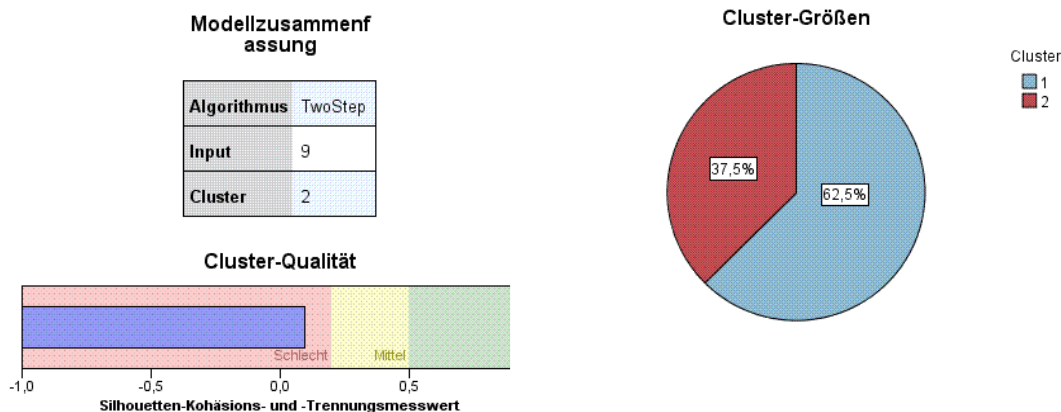 Modellzusammenf
assung
Algorithmus TwoStep
Input 9
Cluster 2
Cluster-Qualität
Schlecht Mittel
-1,0 -0,5 0,0 0,5
Silhouetten-Kohäsions- und -Trennungsmesswert
Cluster-Größen
Cluster
1
2
37,5%
62,5%